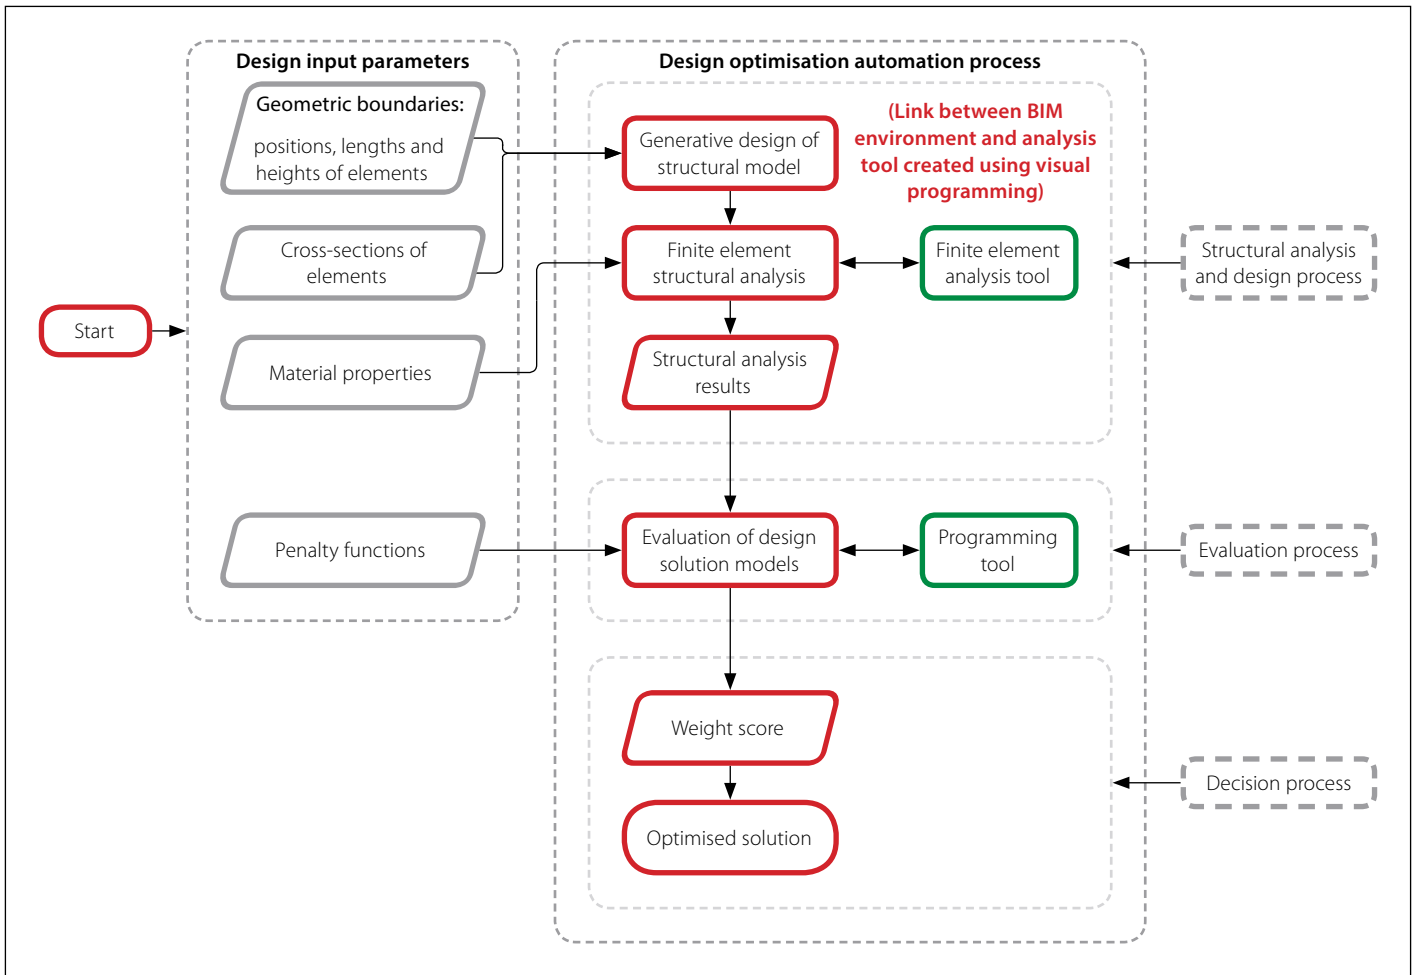 Design input parameters
Geometric boundaries:
positions, lengths and
heights of elements
Cross-sections of
elements
Start
Material properties
Penalty functions
Design optimisation automation process
(Link between BIM
environment and analysis
tool created using visual
programming)
Generative design of
structural model
Finite element
structural analysis
Finite element
analysis tool
Structural analysis
results
Structural analysis
and design process
Evaluation of design
solution models
Programming
tool
Evaluation process
Weight score
Optimised solution
Decision process